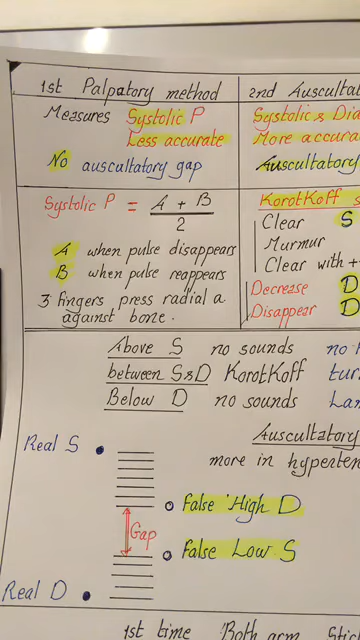 1st Palpatory method
Measures Systolic P
Less accurate
No auscultatory gap
Systolic P = A + B
2
A when pulse disappears
B when pulse reappears
3 fingers press radial a
against bone.
2nd Auscultat
Systolic & Dia
More accura
Auscultatory
Korotkoff s
Clear S
Murmur
Clear with +
Decrease D
Disappear D
Above S no sounds no
between S&D Korotkoff tur
Below D no sounds La
Auscultatory
more in hyperten
Real S
False High D
Gap
False Low S
Real D
1st time Both arm